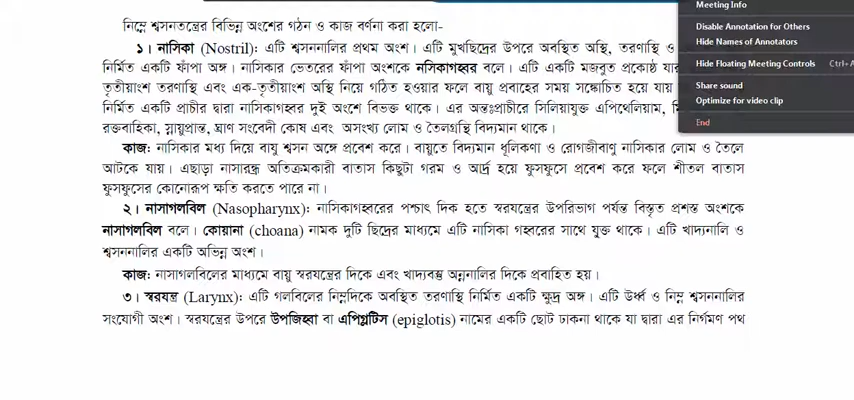 নিম্নে শ্বসনতন্ত্রের বিভিন্ন অংশের গঠন ও কাজ বর্ণনা করা হলো-
১। নাসিকা (Nostril): এটি শ্বসননালির প্রথম অংশ। এটি মুখছিদ্রের উপরে অবস্থিত অস্থি, তরুণাস্থি ও
নির্মিত একটি ফাঁপা অঙ্গ। নাসিকার ভেতরের ফাঁপা অংশকে নাসিকাগহ্বর বলে। এটি একটি মজবুত প্রকোষ্ঠ যার
তৃতীয়াংশ তরণাস্থি এবং এক-তৃতীয়াংশ অস্থি নিয়ে গঠিত হওয়ার ফলে বায়ু প্রবাহের সময় সঙ্কোচিত হয়ে যায়
নির্মিত একটি প্রাচীর দ্বারা নাসিকাগহ্বর দুই অংশে বিভক্ত থাকে। এর অন্তঃপ্রাচীরে সিলিয়াযুক্ত এপিথেলিয়াম,
রক্তবাহিকা, স্নায়ুপ্রান্ত, ঘ্রাণ সংবেদী কোষ এবং অসংখ্য লোম ও তৈলগ্রন্থি বিদ্যমান থাকে।
কাজ: নাসিকার মধ্য দিয়ে বায়ু শ্বসন অঙ্গে প্রবেশ করে। বায়ুতে বিদ্যমান ধূলিকণা ও রোগজীবাণু নাসিকার লোম ও তৈলে
আটকে যায়। এছাড়া নাসারন্ধ্র অতিক্রমকারী বাতাস কিছুটা গরম ও আর্দ্র হয়ে ফুসফুসে প্রবেশ করে ফলে শীতল বাতাস
ফুসফুসের কোনোরূপ ক্ষতি করতে পারে না।
২। নাসাগলবিল (Nasopharynx): নাসিকাগহ্বরের পশ্চাৎ দিক হতে স্বরযন্ত্রের উপরিভাগ পর্যন্ত বিস্তৃত প্রশস্ত অংশকে
নাসাগলবিল বলে। কোয়ানা (choana) নামক দুটি ছিদ্রের মাধ্যমে এটি নাসিকা গহ্বরের সাথে যুক্ত থাকে। এটি খাদ্যনালি ও
শ্বসননালির একটি অভিন্ন অংশ।
কাজ: নাসাগলবিলের মাধ্যমে বায়ু স্বরযন্ত্রের দিকে এবং খাদ্যবস্তু অন্ননালির দিকে প্রবাহিত হয়।
৩। স্বরযন্ত্র (Larynx): এটি গলবিলের নিম্নদিকে অবস্থিত তরণাস্থি নির্মিত একটি ক্ষুদ্র অঙ্গ। এটি উর্ধ্ব ও নিম্ন শ্বসননালির
সংযোগী অংশ। স্বরযন্ত্রের উপরে উপজিহ্বা বা এপিগ্লটিস (epiglotis) নামের একটি ছোট ঢাকনা থাকে যা দ্বারা এর নির্গমণ পথ
Meeting Info
Disable Annotation for Others
Hide Names of Annotators
Hide Floating Meeting Controls Ctrl+A
Share sound
Optimize for video clip
End